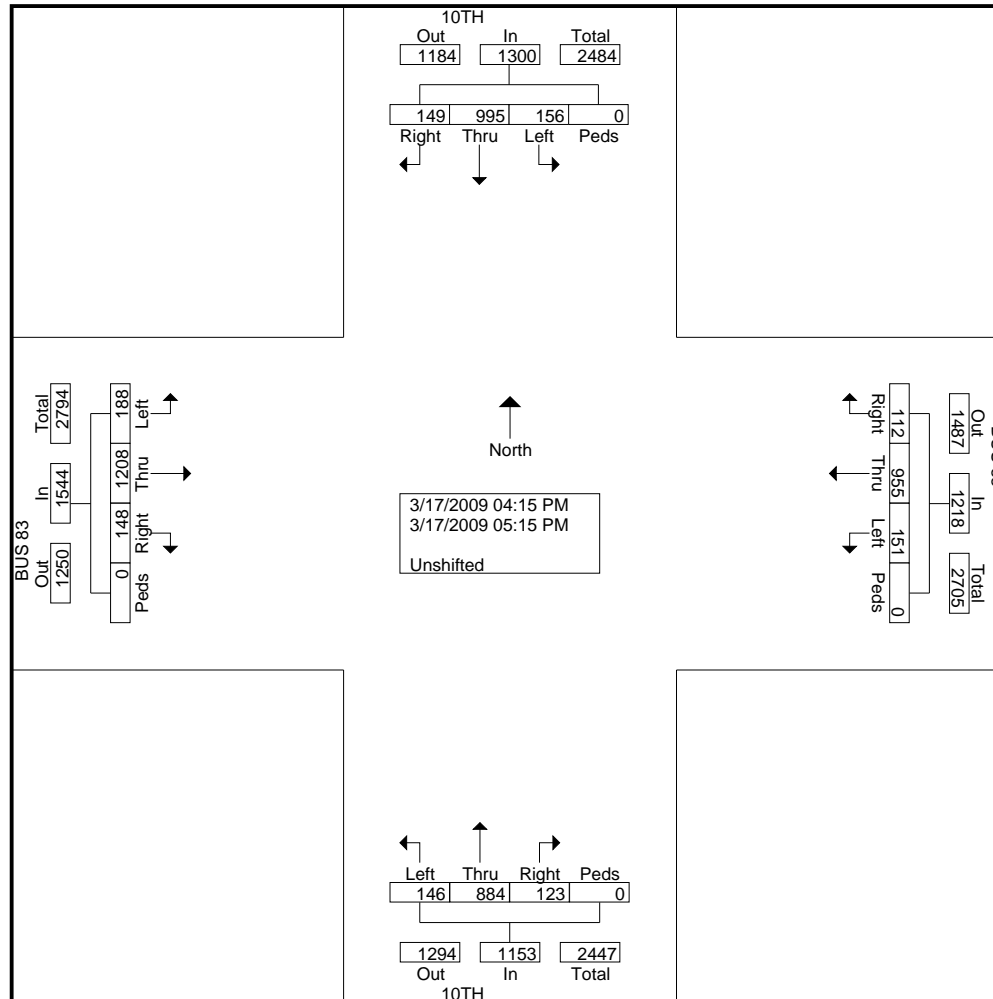 10TH
Out In Total
1184 1300 2484
149 995 156 0
Right Thru Left Peds
Total 2794
In 1544
Out 1250
BUS 83
188 1208 148 0
Left Thru Right Peds
North
3/17/2009 04:15 PM
3/17/2009 05:15 PM
Unshifted
Right Thru Left Peds
112 955 151 0
Out 1487
In 1218
Total 2705
Left Thru Right Peds
146 884 123 0
1294 1153 2447
Out In Total
10TH